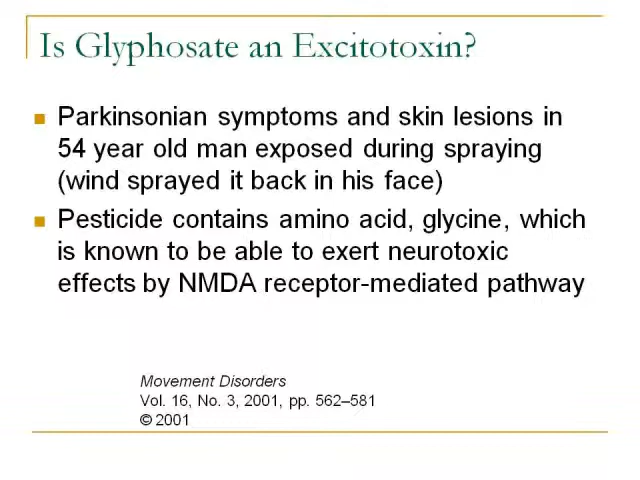 Is Glyphosate an Excitotoxin?
Parkinsonian symptoms and skin lesions in
54 year old man exposed during spraying
(wind sprayed it back in his face)
Pesticide contains amino acid, glycine, which
is known to be able to exert neurotoxic
effects by NMDA receptor-mediated pathway
Movement Disorders
Vol. 16, No. 3, 2001, pp. 562–581
© 2001